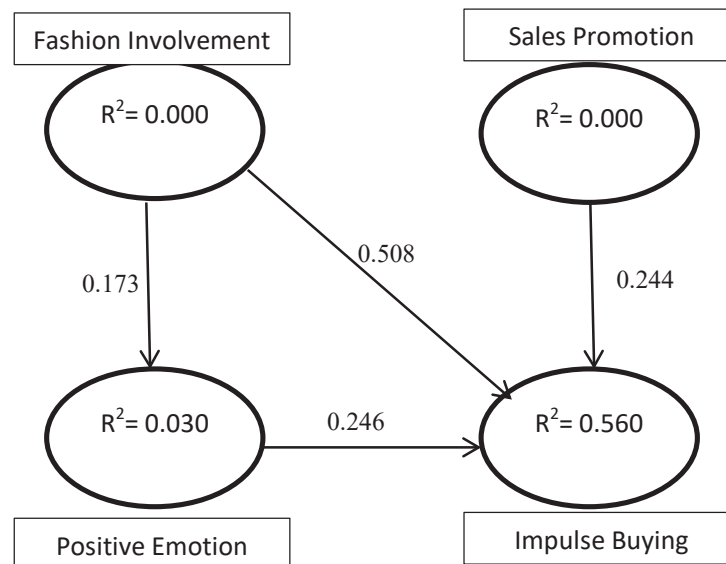 Fashion Involvement
Sales Promotion
R²= 0.000
R²= 0.000
0.508
0.173
0.244
R²= 0.030
0.246
R²= 0.560
Positive Emotion
Impulse Buying